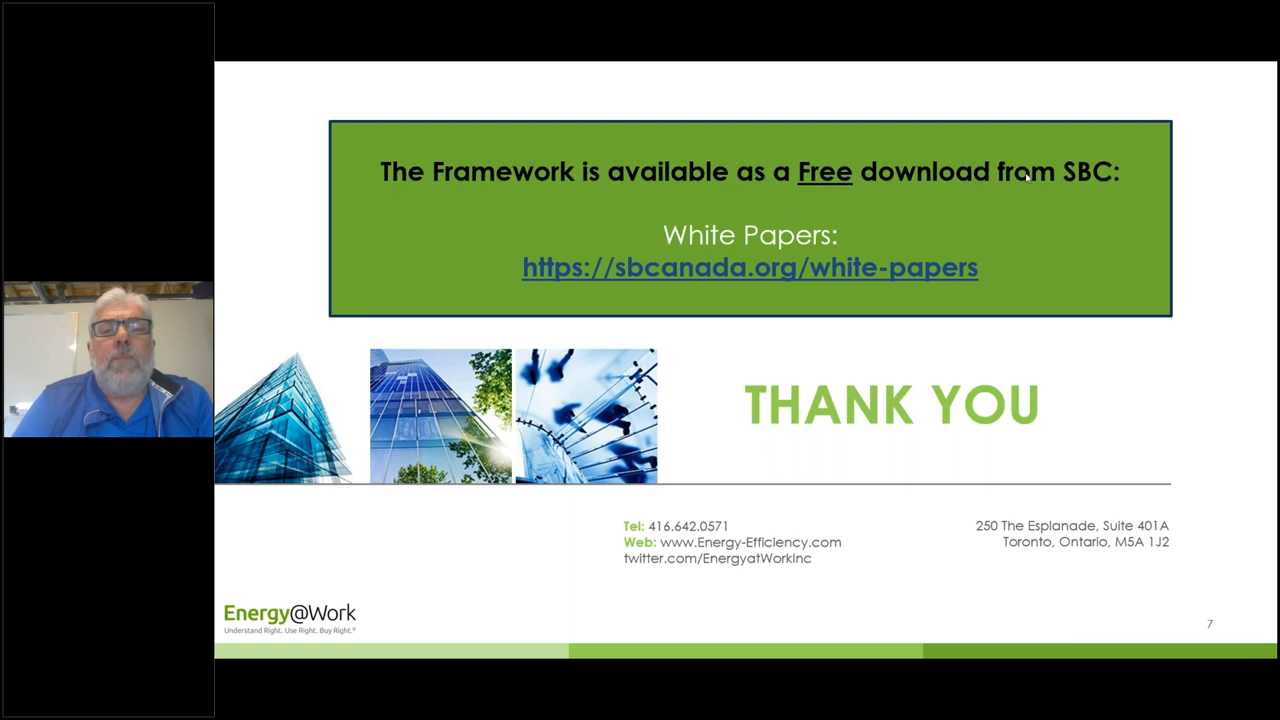 The Framework is available as a Free download from SBC:
White Papers:
https://sbcanada.org/white-papers
THANK YOU
Tel: 416.642.0571
Web: www.Energy-Efficiency.com
twitter.com/EnergyatWorkInc
250 The Esplanade, Suite 401A
Toronto, Ontario, M5A 1J2
Energy@Work
Understand Right. Use Right. Buy Right.®
7